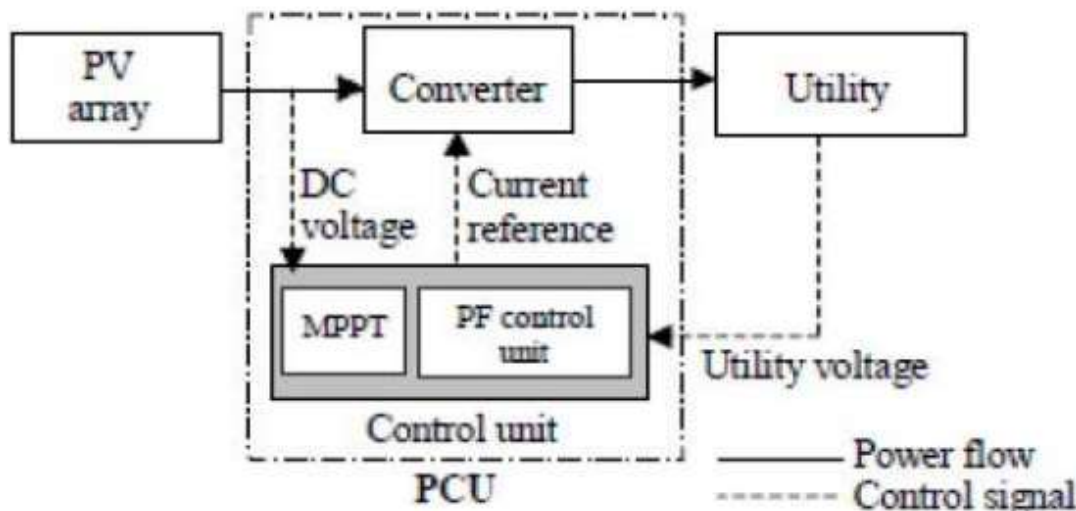 PV
array
Converter
Utility
DC
voltage
Current
reference
MPPT
PF control
unit
Utility voltage
Control unit
PCU
Power flow
Control signal